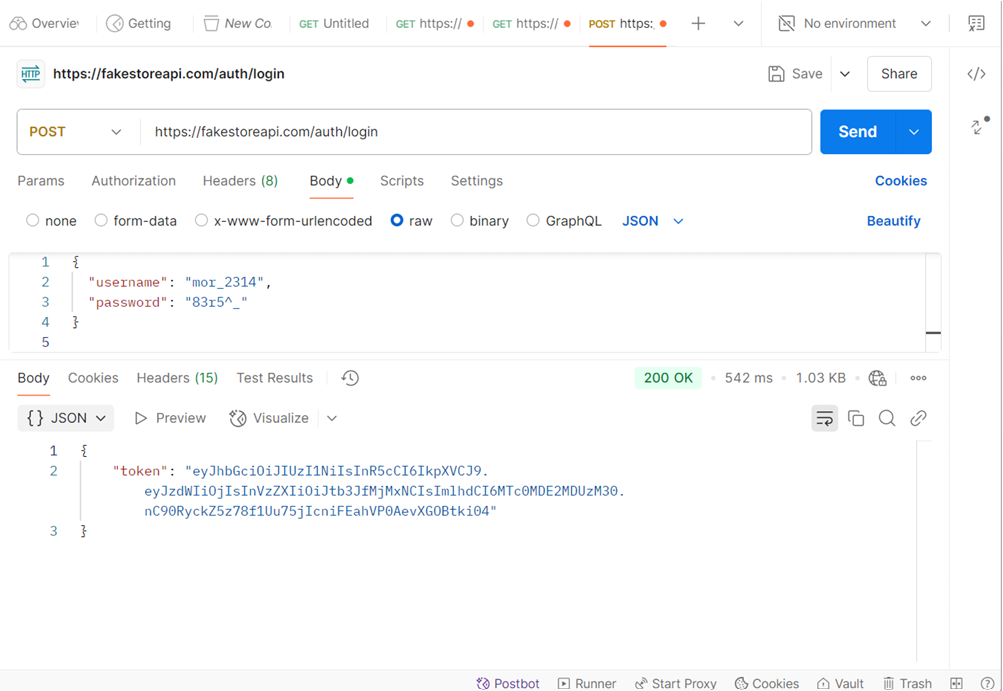 Overview Getting New Co. GET Untitled GET https:// GET https:// POST https: No environment
HTTP https://fakestoreapi.com/auth/login Save Share
POST https://fakestoreapi.com/auth/login Send
Params Authorization Headers (8) Body Scripts Settings Cookies
none form-data x-www-form-urlencoded raw binary GraphQL JSON Beautify
1 {
2 "username": "mor_2314",
3 "password": "83r5^_"
4 }
5
Body Cookies Headers (15) Test Results 200 OK 542 ms 1.03 KB
{} JSON Preview Visualize
1 {
2 "token": "eyJhbGciOiJIUzI1NiIsInR5cCI6IkpXVCJ9.
eyJzdWIiOjIsInVzZXIiOiJtb3JfMjMxNCIsImlhdCI6MTc0MDE2MDUzM30.
nC90RyckZ5z78f1Uu75jIcniFEahVP0AevXGOBtki04"
3 }
Postbot Runner Start Proxy Cookies Vault Trash